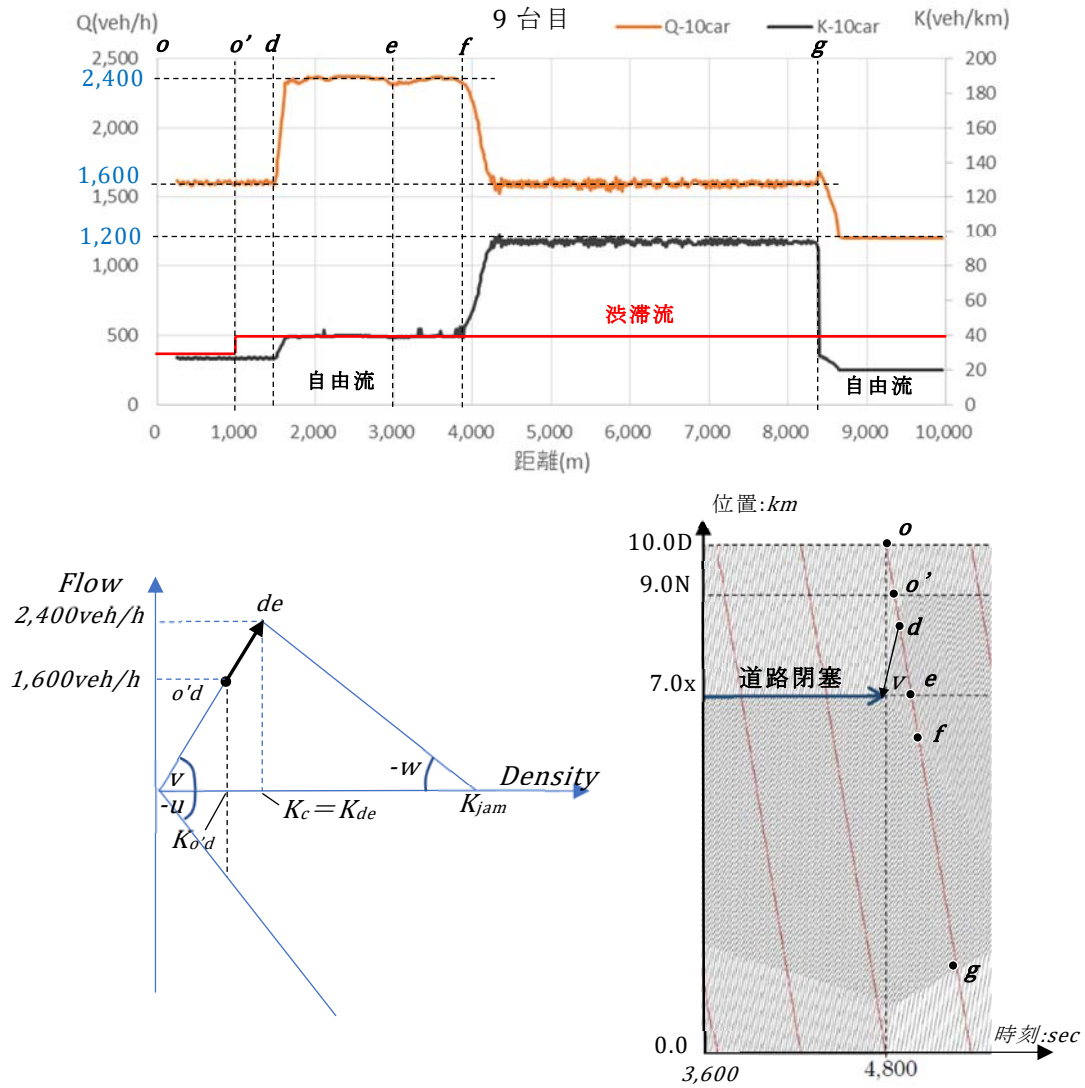 Q(veh/h)
9 台目
Q-10car
K-10car
K(veh/km)
o
o'
d
e
f
g
2,500
2,400
2,000
1,600
1,500
1,200
1,000
500
0
200
180
160
140
120
100
80
60
40
20
0
渋滞流
自由流
自由流
0
1,000
2,000
3,000
4,000
5,000
6,000
7,000
8,000
9,000
10,000
距離(m)
Flow
2,400veh/h
1,600veh/h
de
o'd
v
-u
-w
Density
Ko'd
Kc＝Kde
Kjam
位置:km
10.0D
9.0N
7.0x
0.0
o
o'
d
道路閉塞
v
e
f
g
時刻:sec
3,600
4,800